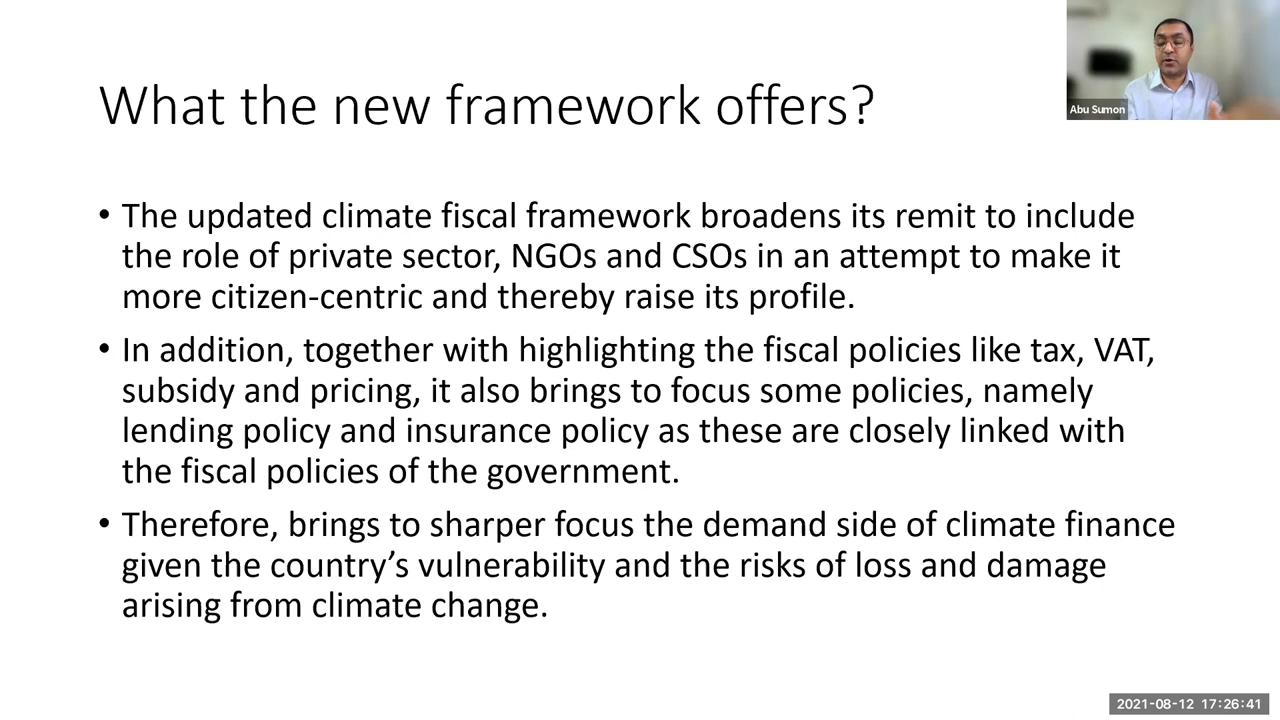 What the new framework offers?
Abu Sumon
• The updated climate fiscal framework broadens its remit to include
the role of private sector, NGOs and CSOs in an attempt to make it
more citizen-centric and thereby raise its profile.
• In addition, together with highlighting the fiscal policies like tax, VAT,
subsidy and pricing, it also brings to focus some policies, namely
lending policy and insurance policy as these are closely linked with
the fiscal policies of the government.
• Therefore, brings to sharper focus the demand side of climate finance
given the country’s vulnerability and the risks of loss and damage
arising from climate change.
2021-08-12 17:26:41